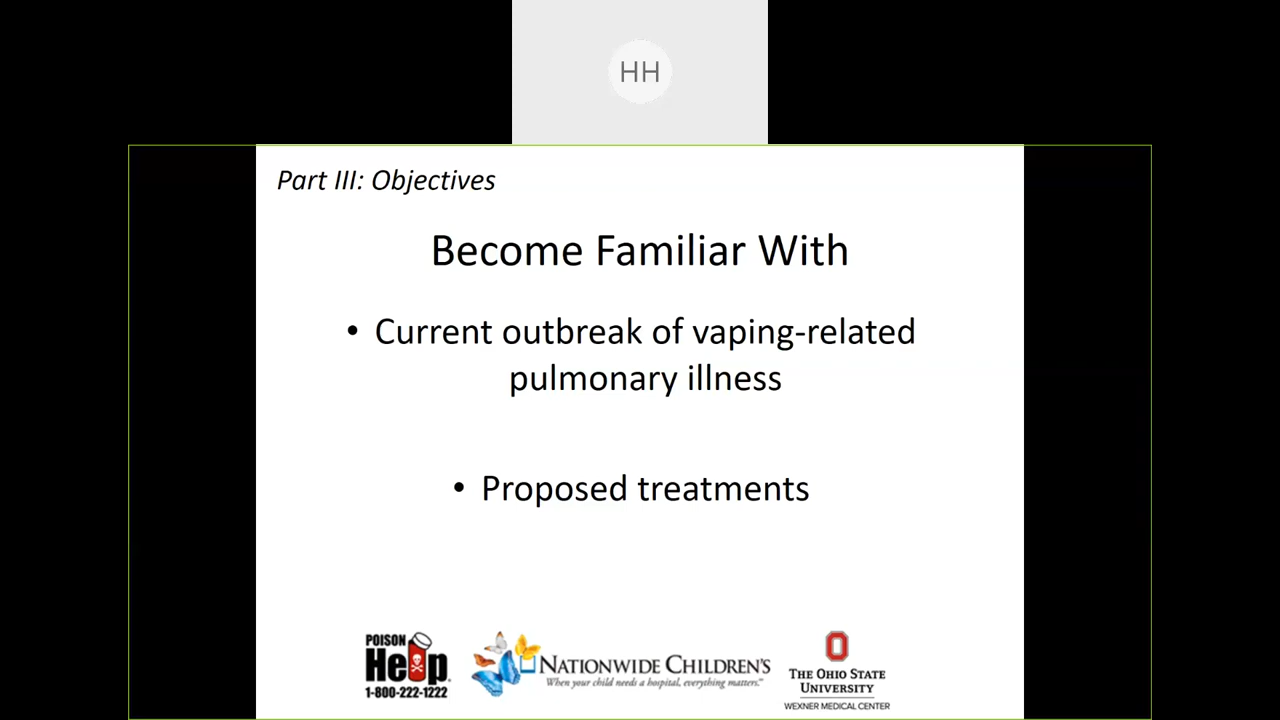 HH
Part III: Objectives
Become Familiar With
• Current outbreak of vaping-related
pulmonary illness
• Proposed treatments
POISON
Help
1-800-222-1222
NATIONWIDE CHILDREN'S
When your child needs a hospital, everything matters.
THE OHIO STATE
UNIVERSITY
WEXNER MEDICAL CENTER